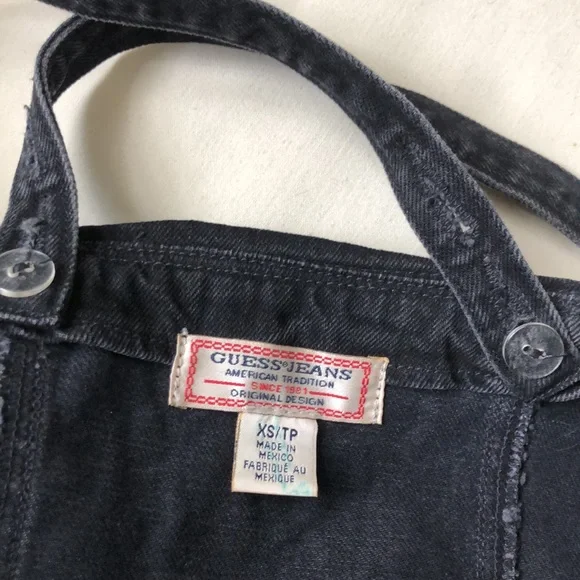 GUESS® JEANS
AMERICAN TRADITION
SINCE 1981
ORIGINAL DESIGN
XS/TP
MADE IN
MEXICO
FABRIQUÉ AU
MEXIQUE